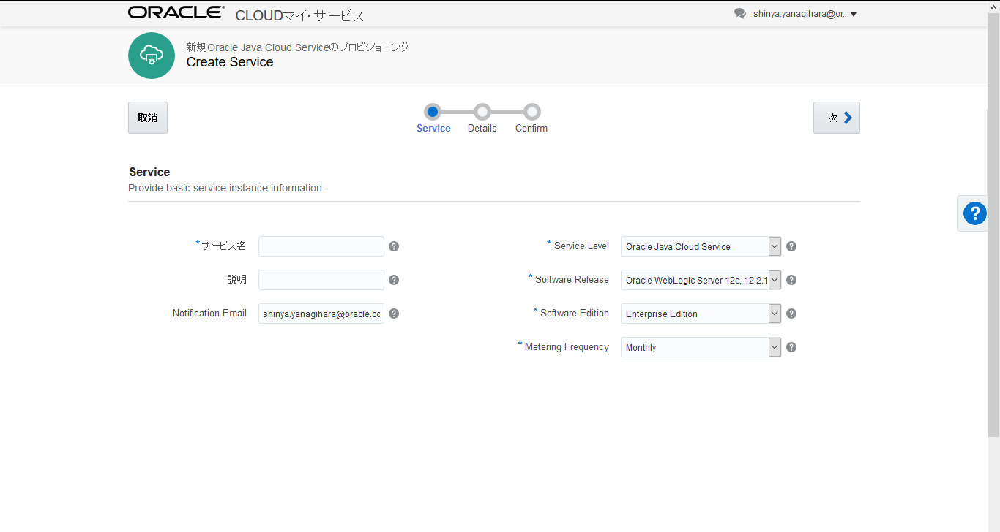 ORACLE® CLOUDマイ・サービス
shinya.yanagihara@or...
新規Oracle Java Cloud Serviceのプロビジョニング
Create Service
取消
Service
Details
Confirm
次
Service
Provide basic service instance information.
*サービス名
説明
Notification Email
shinya.yanagihara@oracle.cc
* Service Level
Oracle Java Cloud Service
* Software Release
Oracle WebLogic Server 12c, 12.2.1
* Software Edition
Enterprise Edition
* Metering Frequency
Monthly